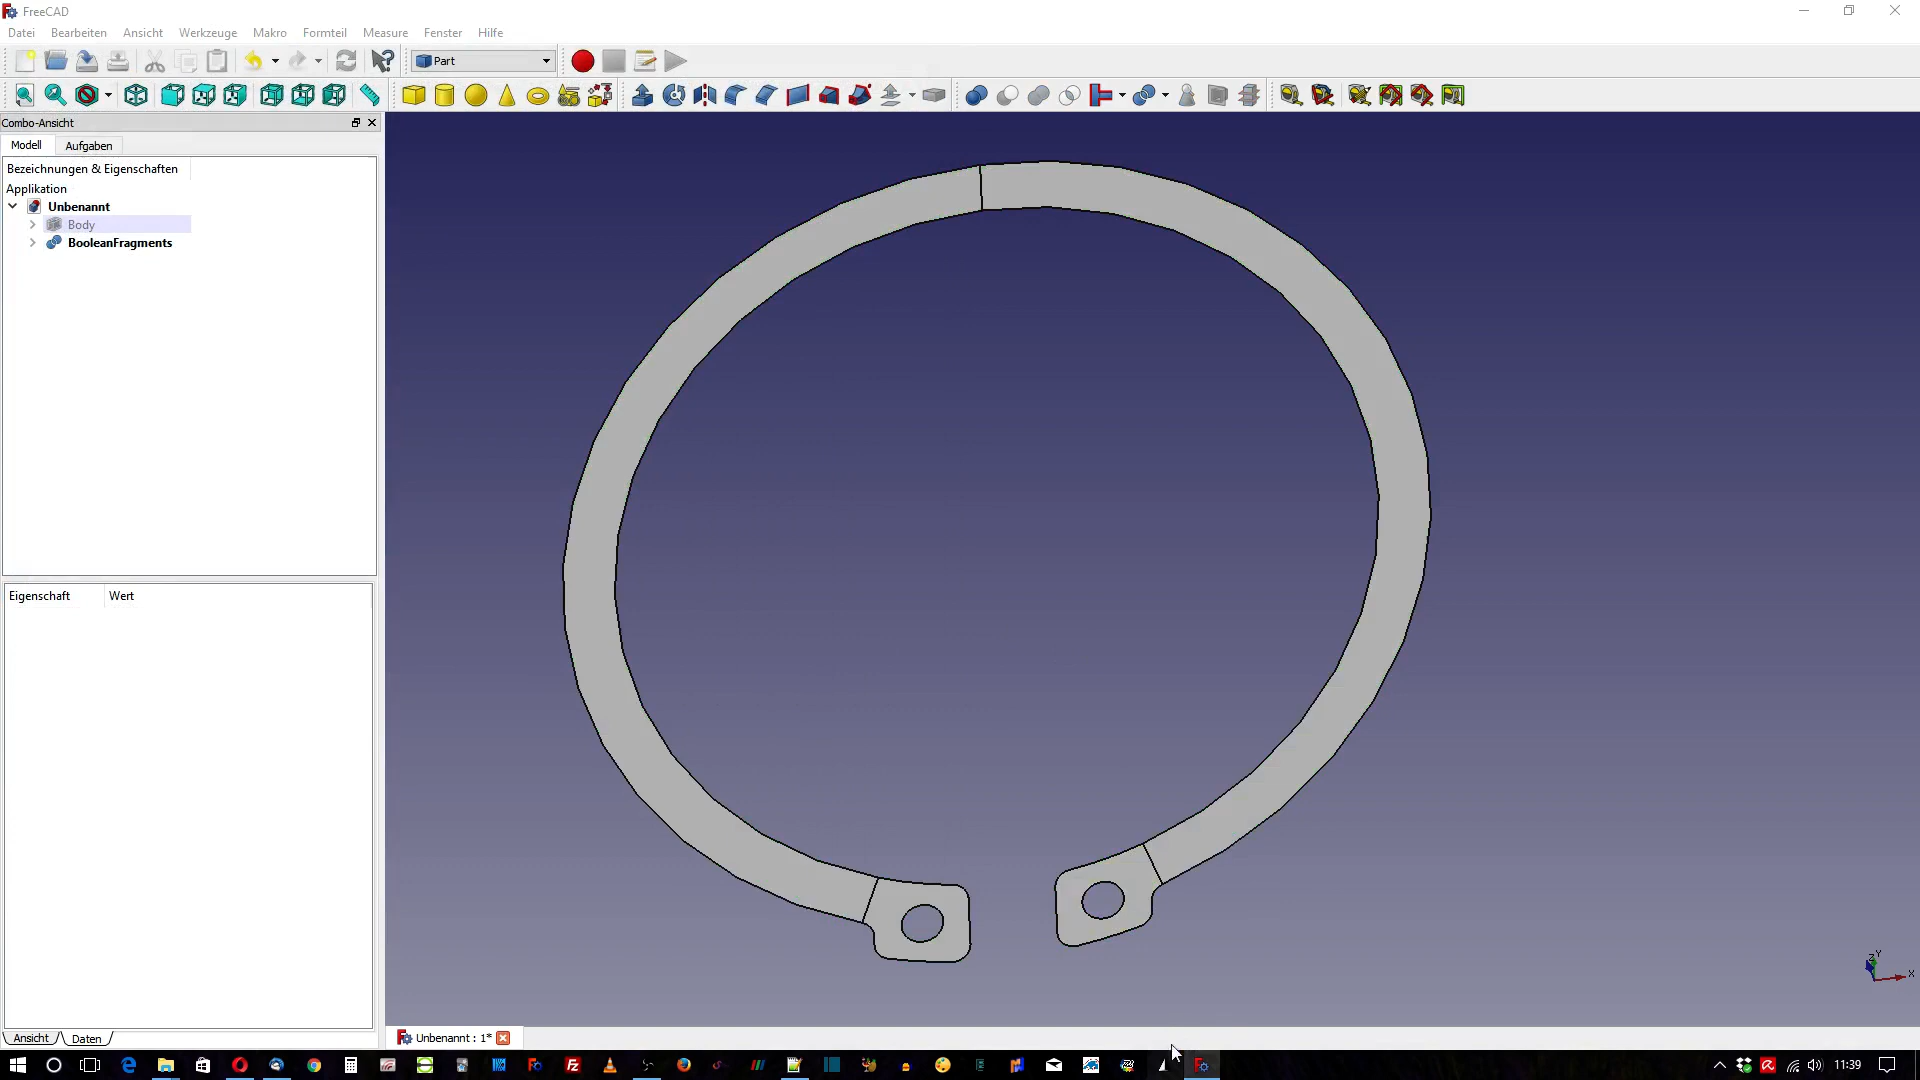 FreeCAD
Datei Bearbeiten Ansicht Werkzeuge Makro Formteil Measure Fenster Hilfe
Part
Combo-Ansicht
Modell Aufgaben
Bezeichnungen & Eigenschaften
Applikation
Unbenannt
Body
BooleanFragments
Eigenschaft Wert
Y
Z
X
Ansicht Daten
Unbenannt : 1*
11:39